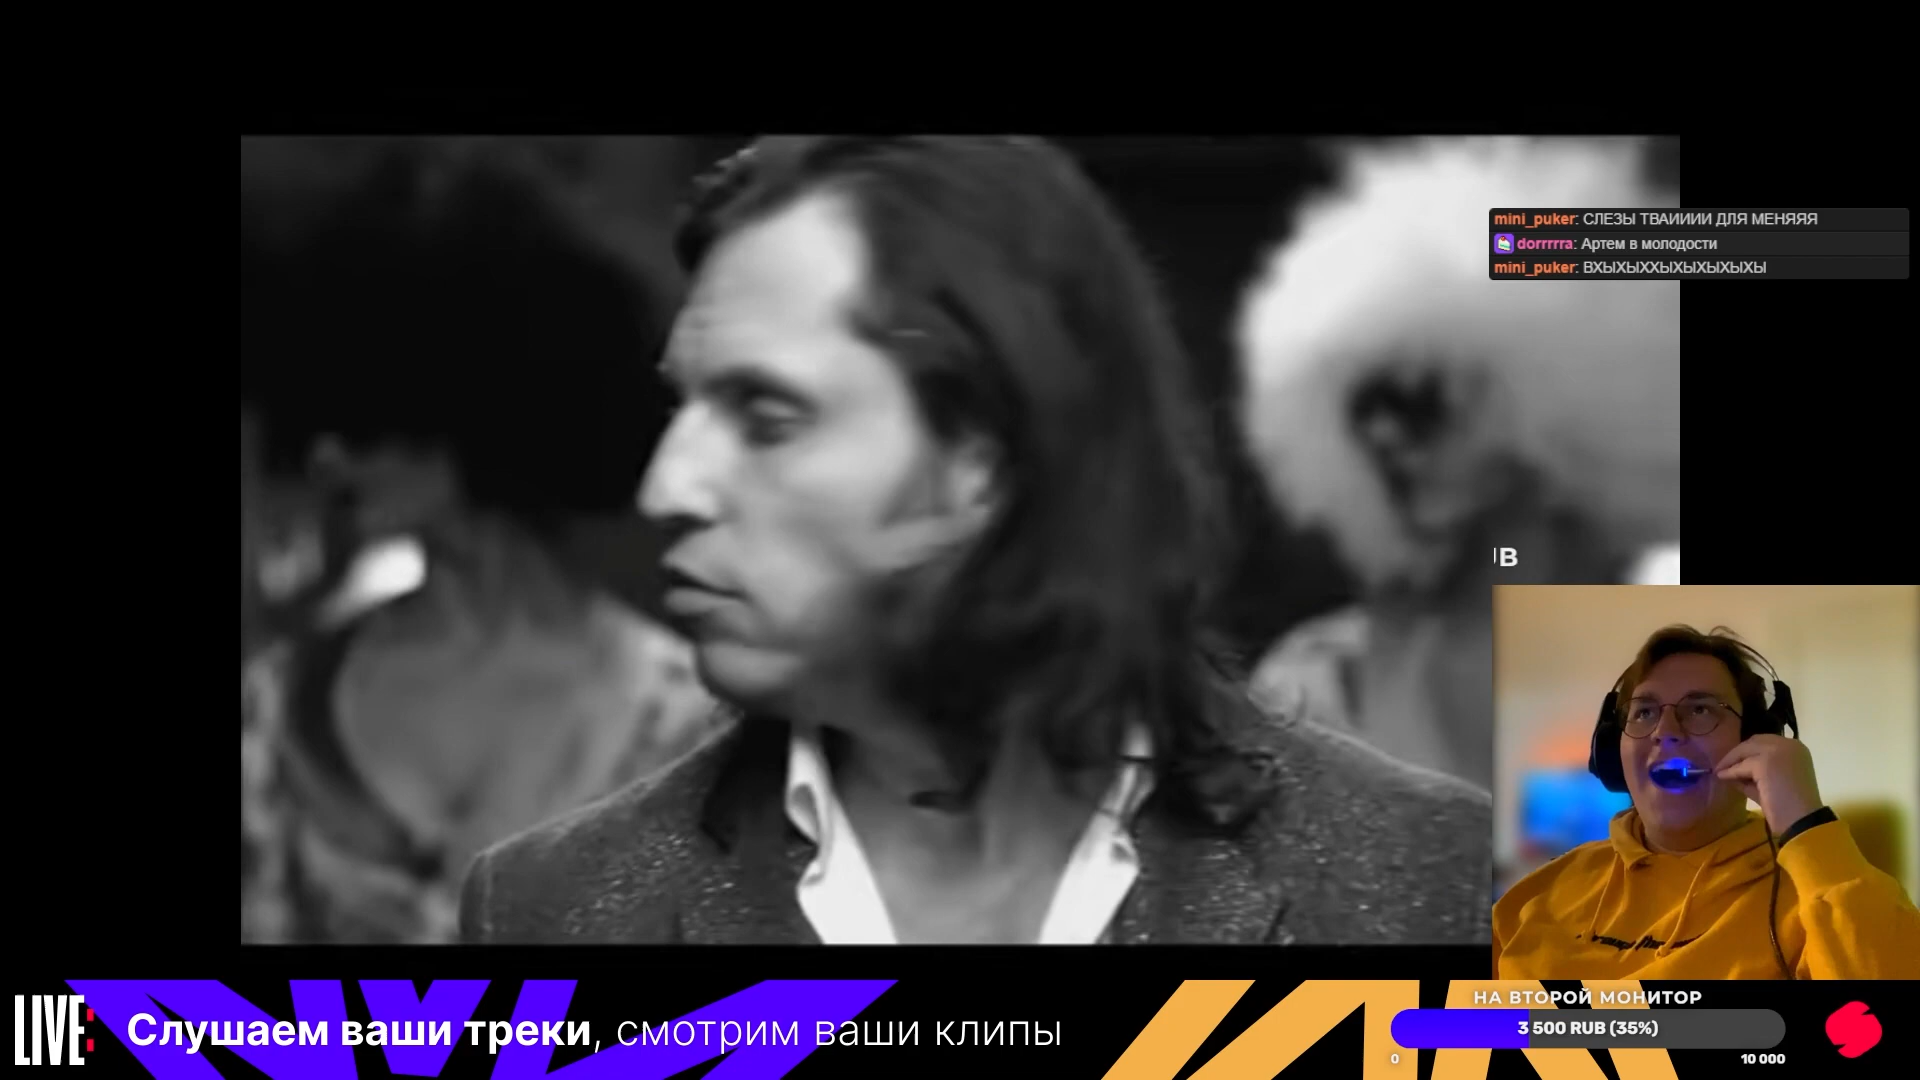 mini_puker: СЛЕЗЫ ТВАИИИИ ДЛЯ МЕНЯЯЯ
dorrrrra: Артем в молодости
mini_puker: ВХЫХЫХХЫХЫХЫХЫХЫ
LIVE:
Слушаем ваши треки, смотрим ваши клипы
НА ВТОРОЙ МОНИТОР
3 500 RUB (35%)
0
10 000